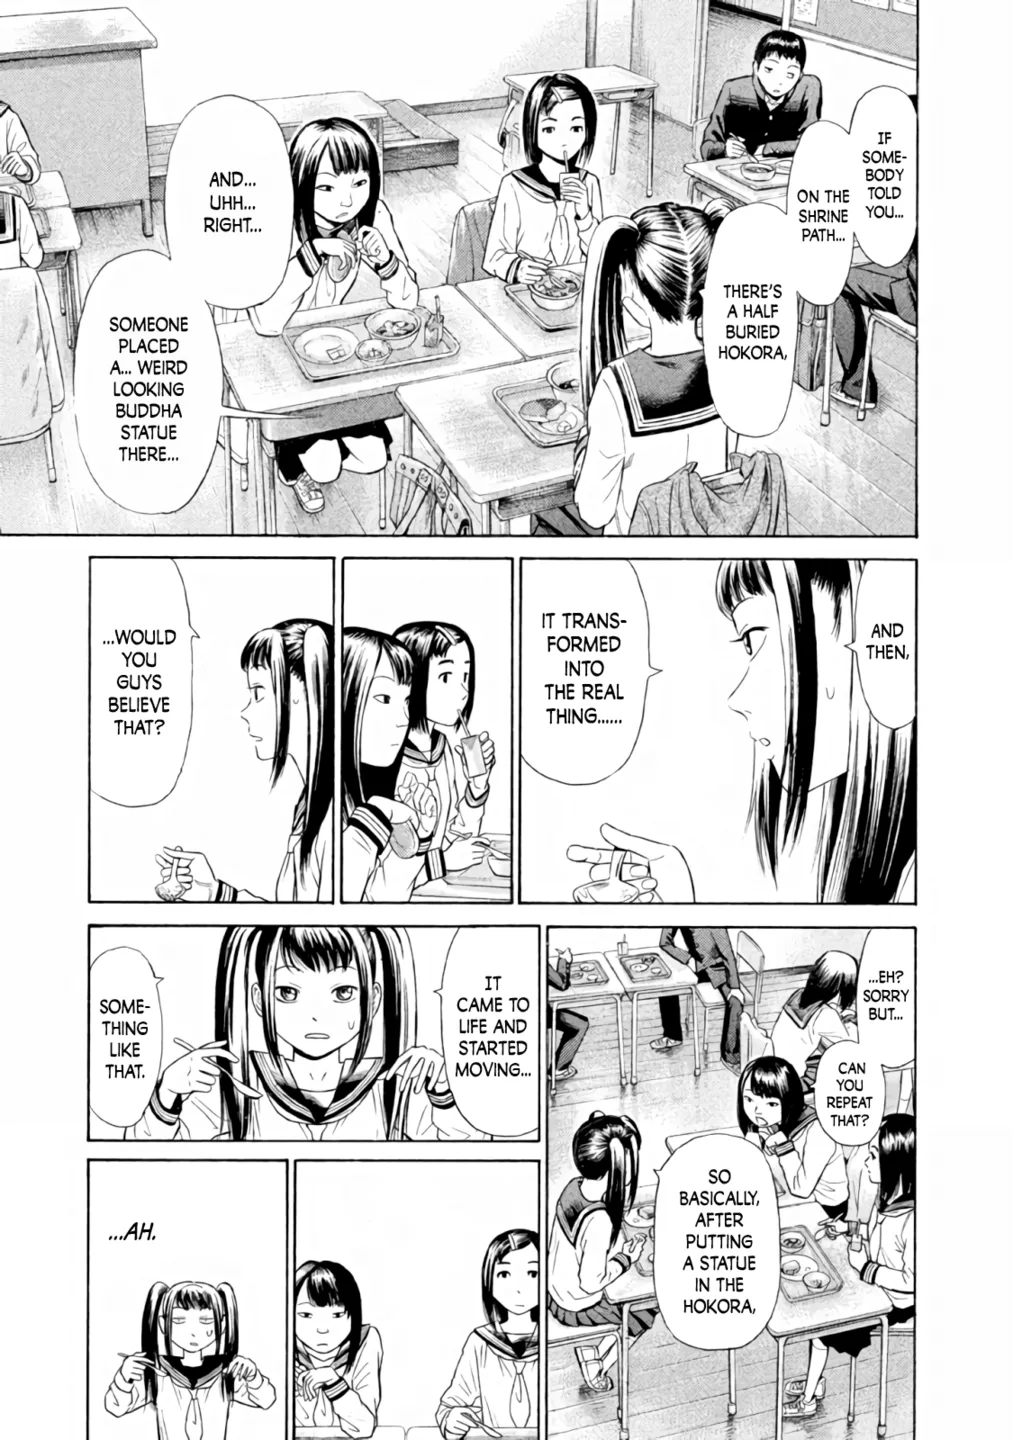 IF
SOME-
BODY
TOLD
YOU...
ON THE
SHRINE
PATH...
THERE'S
A HALF
BURIED
HOKORA,
AND...
UHH...
RIGHT...
SOMEONE
PLACED
A... WEIRD
LOOKING
BUDDHA
STATUE
THERE...
AND
THEN,
IT TRANS-
FORMED
INTO
THE REAL
THING......
...WOULD
YOU
GUYS
BELIEVE
THAT?
...EH?
SORRY
BUT...
CAN
YOU
REPEAT
THAT?
SO
BASICALLY,
AFTER
PUTTING
A STATUE
IN THE
HOKORA,
IT
CAME TO
LIFE AND
STARTED
MOVING...
SOME-
THING
LIKE
THAT.
...AH.